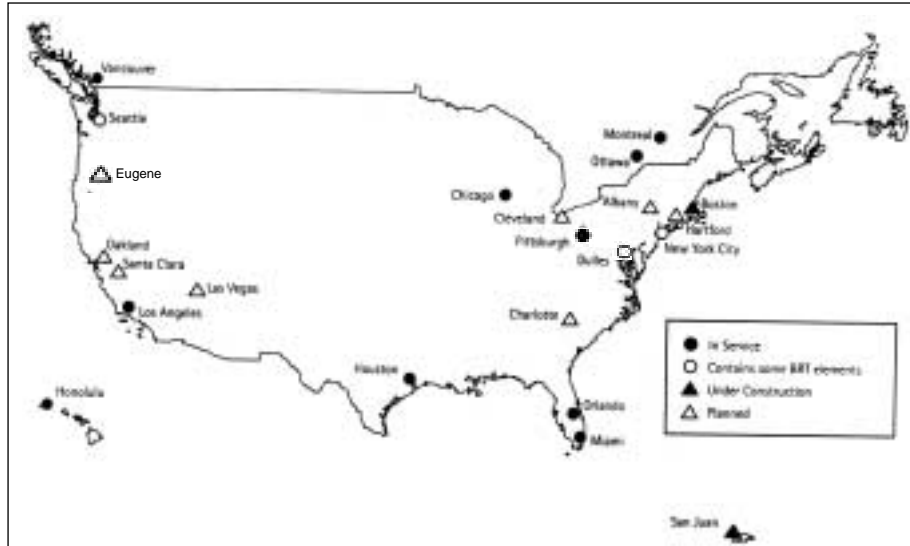 Vancouver
Seattle
Eugene
Oakland
Santa Clara
Las Vegas
Los Angeles
Honolulu
Houston
Chicago
Montreal
Ottawa
Cleveland
Albany
Boston
Hartford
Pittsburgh
New York City
Dulles
Charlotte
Orlando
Miami
In Service
Contains some BRT elements
Under Construction
Planned
San Juan